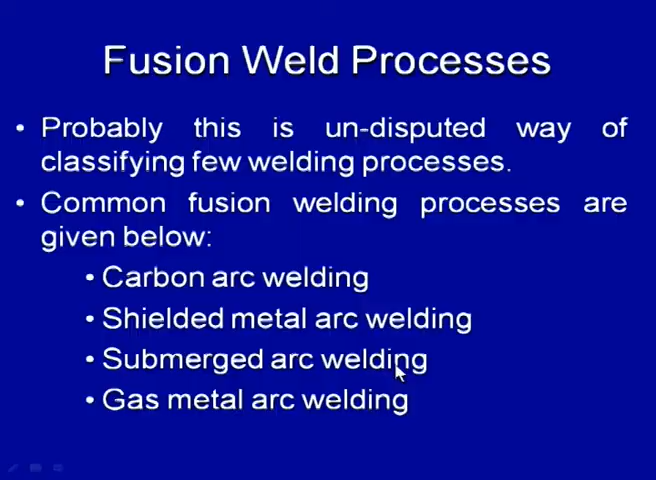 Fusion Weld Processes
• Probably this is un-disputed way of
classifying few welding processes.
• Common fusion welding processes are
given below:
• Carbon arc welding
• Shielded metal arc welding
• Submerged arc welding
• Gas metal arc welding